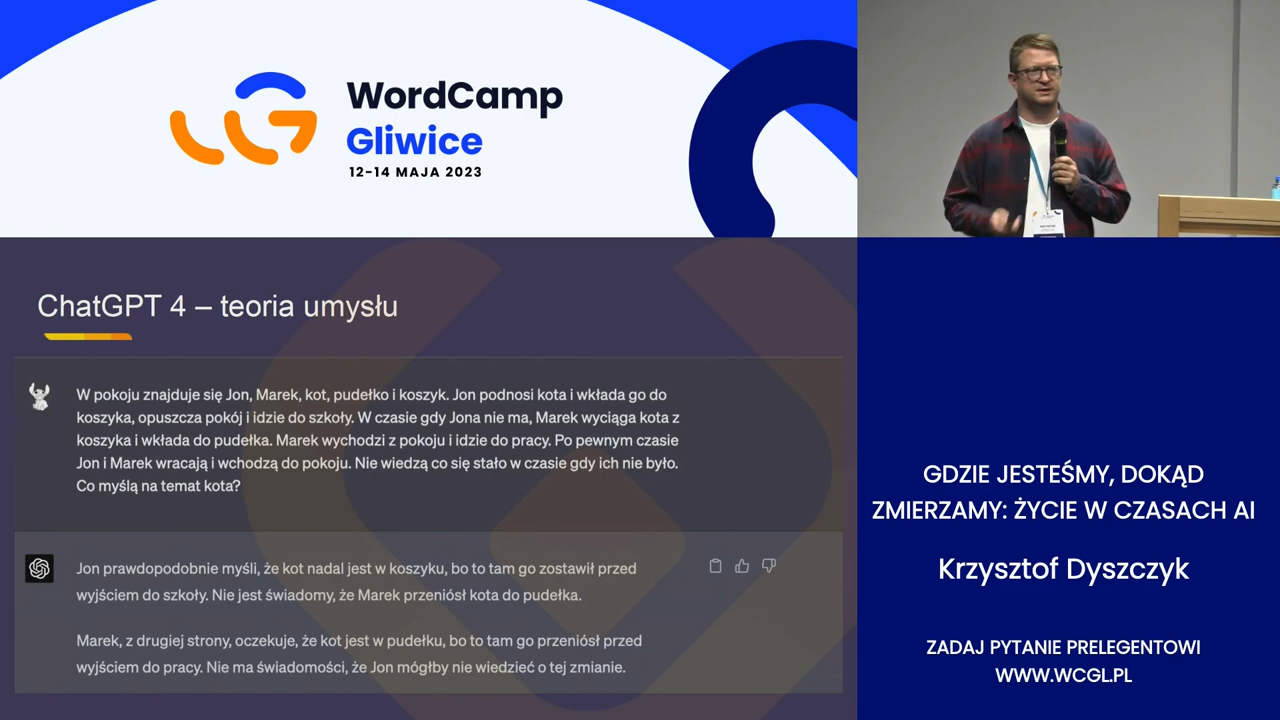 WordCamp
Gliwice
12-14 MAJA 2023
ChatGPT 4 – teoria umysłu
W pokoju znajduje się Jon, Marek, kot, pudełko i koszyk. Jon podnosi kota i wkłada go do
koszyka, opuszcza pokój i idzie do szkoły. W czasie gdy Jona nie ma, Marek wyciąga kota z
koszyka i wkłada do pudełka. Marek wychodzi z pokoju i idzie do pracy. Po pewnym czasie
Jon i Marek wracają i wchodzą do pokoju. Nie wiedzą co się stało w czasie gdy ich nie było.
Co myślą na temat kota?
Jon prawdopodobnie myśli, że kot nadal jest w koszyku, bo to tam go zostawił przed
wyjściem do szkoły. Nie jest świadomy, że Marek przeniósł kota do pudełka.
Marek, z drugiej strony, oczekuje, że kot jest w pudełku, bo to tam go przeniósł przed
wyjściem do pracy. Nie ma świadomości, że Jon mógłby nie wiedzieć o tej zmianie.
GDZIE JESTEŚMY, DOKĄD
ZMIERZAMY: ŻYCIE W CZASACH AI
Krzysztof Dyszczyk
ZADAJ PYTANIE PRELEGENTOWI
WWW.WCGL.PL